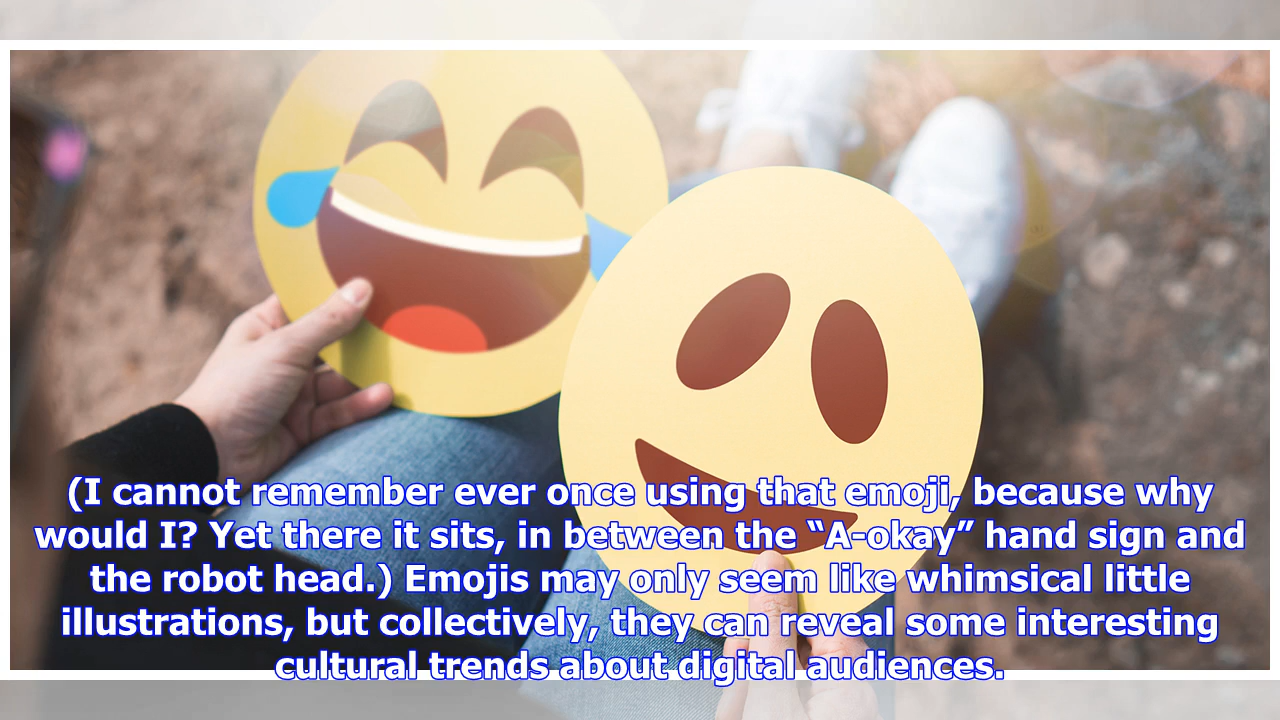 (I cannot remember ever once using that emoji, because why
would I? Yet there it sits, in between the “A-okay” hand sign and
the robot head.) Emojis may only seem like whimsical little
illustrations, but collectively, they can reveal some interesting
cultural trends about digital audiences.